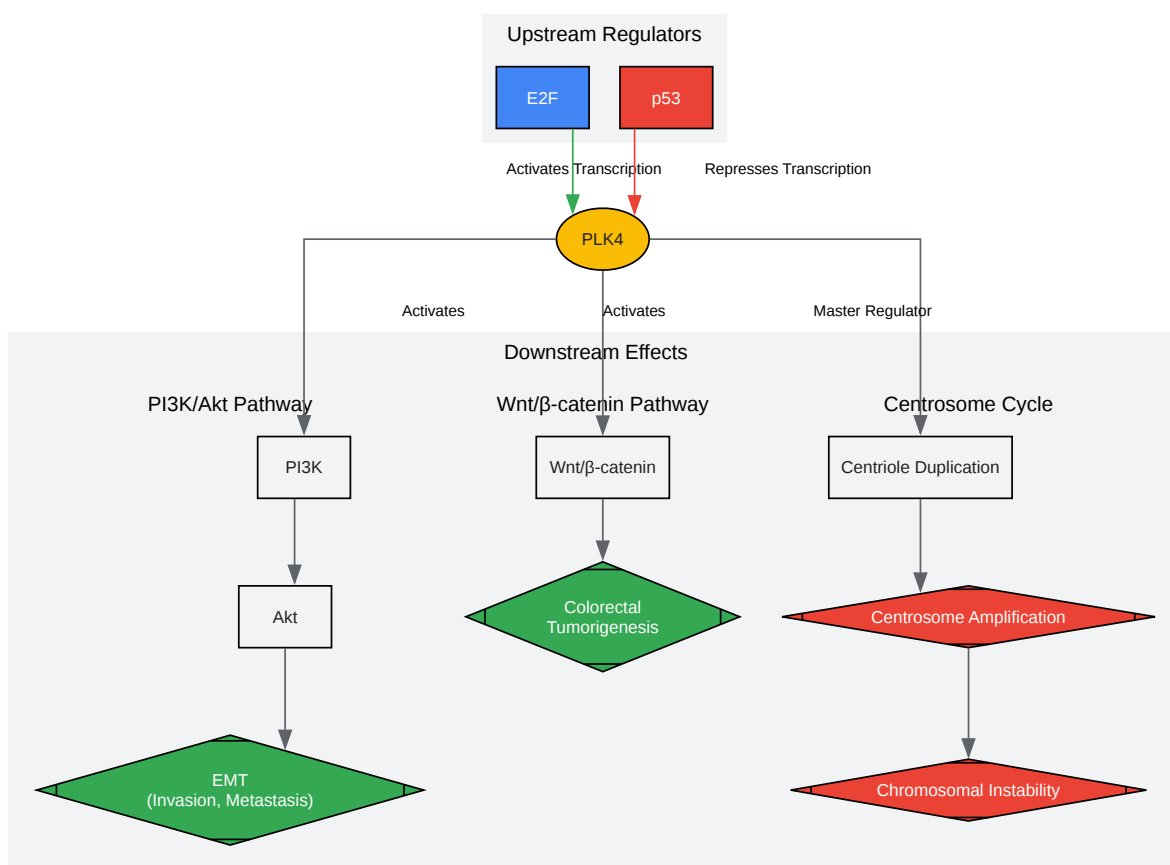 Upstream Regulators
E2F
p53
Activates Transcription
Represses Transcription
PLK4
Activates
Activates
Master Regulator
Downstream Effects
PI3K/Akt Pathway
Wnt/β-catenin Pathway
Centrosome Cycle
PI3K
Wnt/β-catenin
Centriole Duplication
Akt
Colorectal
Tumorigenesis
Centrosome Amplification
EMT
(Invasion, Metastasis)
Chromosomal Instability